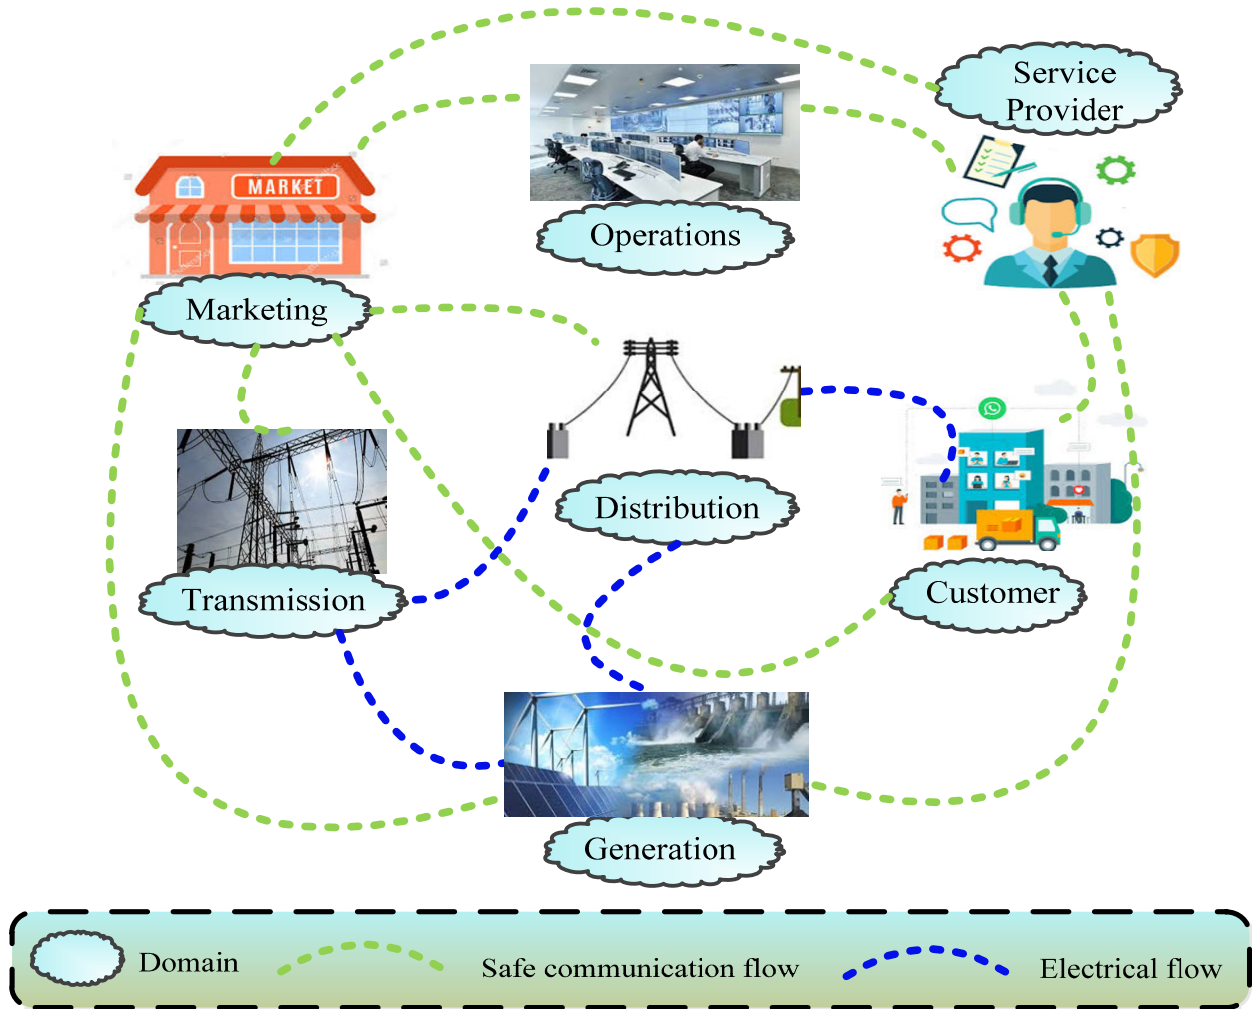 Service
Provider
MARKET
Operations
Marketing
Distribution
Transmission
Customer
Generation
Domain
Safe communication flow
Electrical flow